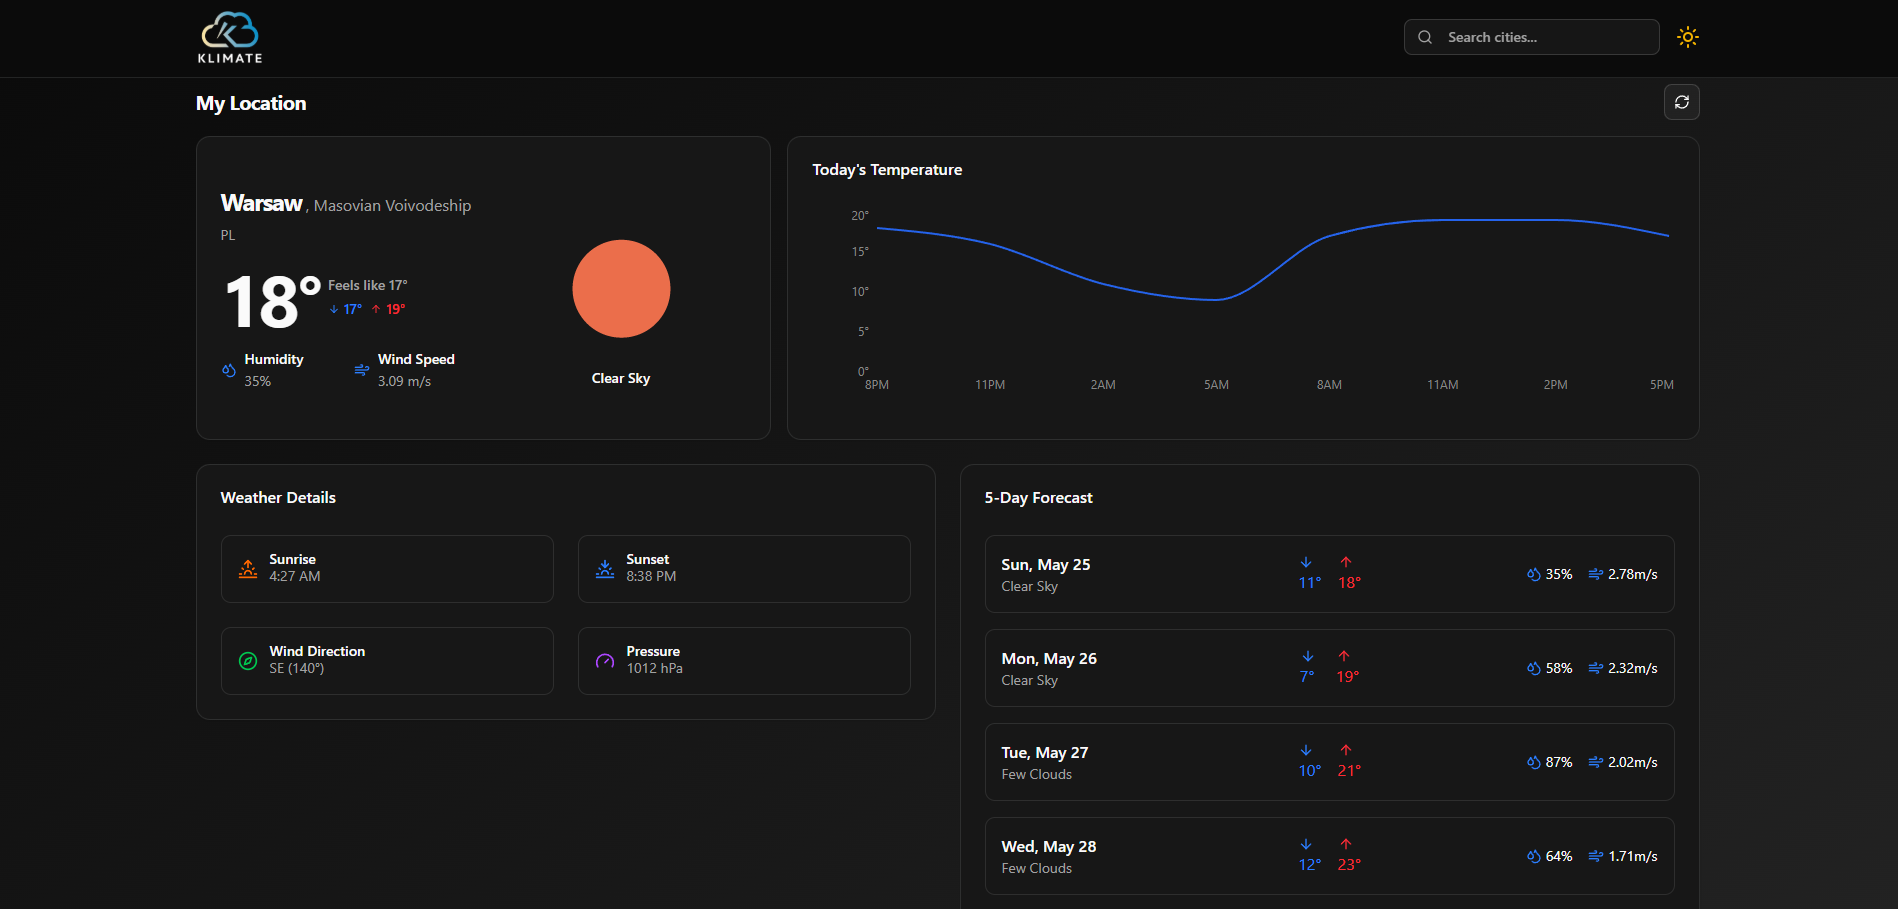 KLIMATE
Search cities...
My Location
Warsaw , Masovian Voivodeship
PL
18°
Feels like 17°
17° 19°
Humidity
35%
Wind Speed
3.09 m/s
Clear Sky
Today's Temperature
20°
15°
10°
5°
0°
8PM 11PM 2AM 5AM 8AM 11AM 2PM 5PM
Weather Details
Sunrise
4:27 AM
Sunset
8:38 PM
Wind Direction
SE (140°)
Pressure
1012 hPa
5-Day Forecast
Sun, May 25
Clear Sky
11° 18°
35% 2.78m/s
Mon, May 26
Clear Sky
7° 19°
58% 2.32m/s
Tue, May 27
Few Clouds
10° 21°
87% 2.02m/s
Wed, May 28
Few Clouds
12° 23°
64% 1.71m/s